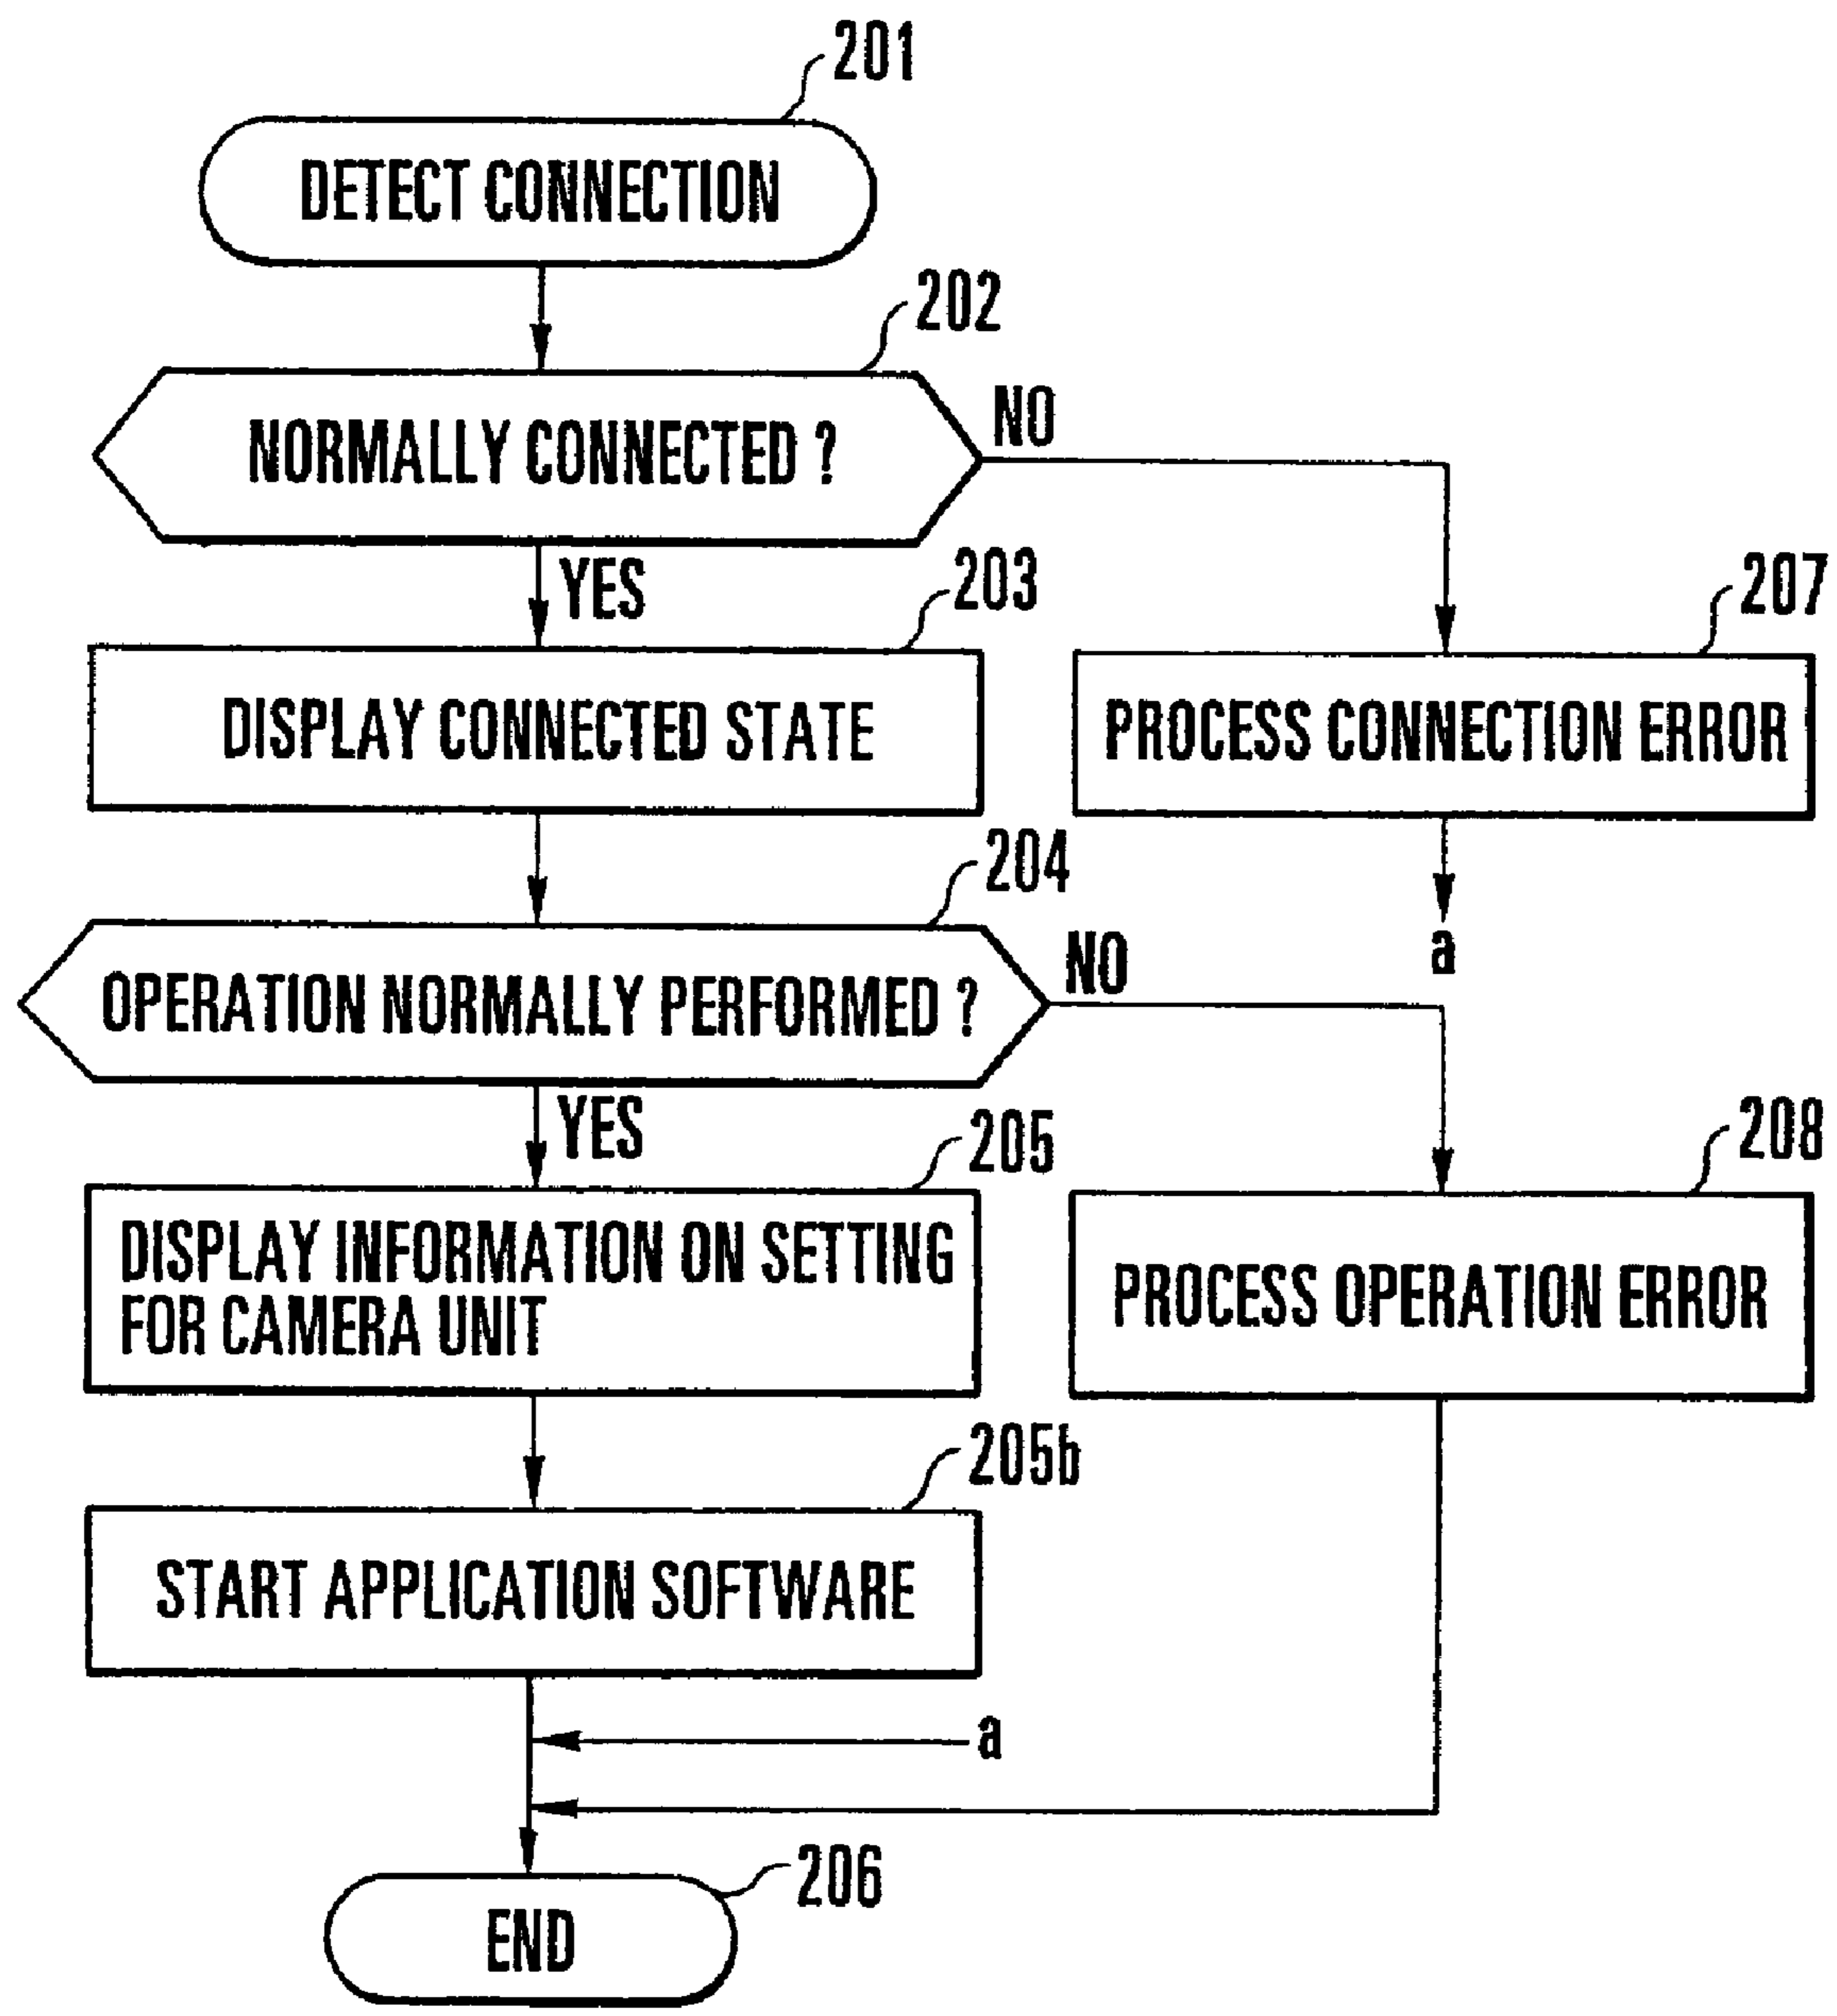 201
DETECT CONNECTION
202
NORMALLY CONNECTED ?
NO
YES
203
207
DISPLAY CONNECTED STATE
PROCESS CONNECTION ERROR
204
a
OPERATION NORMALLY PERFORMED ?
NO
YES
205
208
DISPLAY INFORMATION ON SETTING
FOR CAMERA UNIT
PROCESS OPERATION ERROR
205b
START APPLICATION SOFTWARE
a
206
END